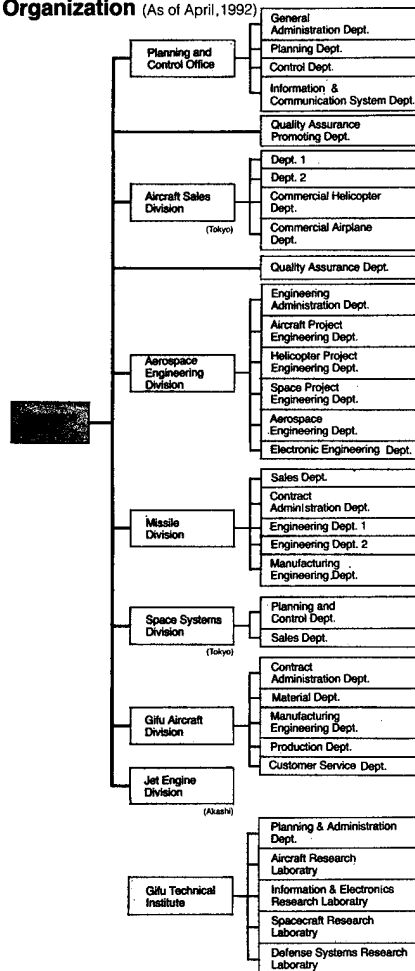 Organization (As of April,1992)
Planning and
Control Office
General
Administration Dept.
Planning Dept.
Control Dept.
Information &
Communication System Dept.
Quality Assurance
Promoting Dept.
Aircraft Sales
Division
(Tokyo)
Dept. 1
Dept. 2
Commercial Helicopter
Dept.
Commercial Airplane
Dept.
Quality Assurance Dept.
Aerospace
Engineering
Division
Engineering
Administration Dept.
Aircraft Project
Engineering Dept.
Helicopter Project
Engineering Dept.
Space Project
Engineering Dept.
Aerospace
Engineering Dept.
Electronic Engineering Dept.
Missile
Division
Sales Dept.
Contract
Administration Dept.
Engineering Dept. 1
Engineering Dept. 2
Manufacturing
Engineering Dept.
Space Systems
Division
(Tokyo)
Planning and
Control Dept.
Sales Dept.
Gifu Aircraft
Division
Contract
Administration Dept.
Material Dept.
Manufacturing
Engineering Dept.
Production Dept.
Customer Service Dept.
Jet Engine
Division
(Akashi)
Gifu Technical
Institute
Planning & Administration
Dept.
Aircraft Research
Laboratry
Information & Electronics
Research Laboratry
Spacecraft Research
Laboratry
Defense Systems Research
Laboratry